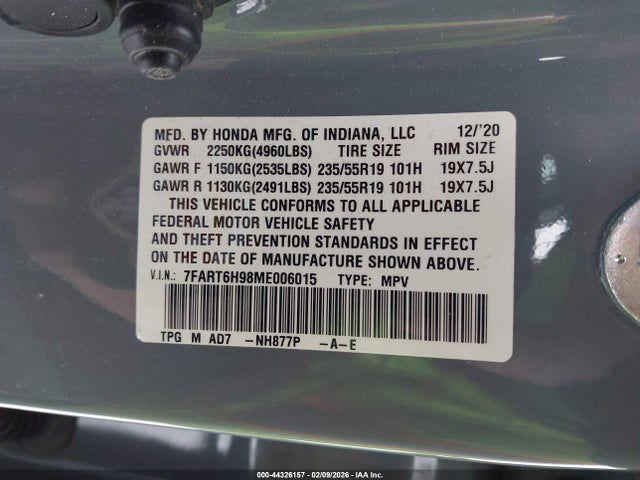 MFD. BY HONDA MFG. OF INDIANA, LLC 12/'20
GVWR 2250KG(4960LBS) TIRE SIZE RIM SIZE
GAWR F 1150KG(2535LBS) 235/55R19 101H 19X7.5J
GAWR R 1130KG(2491LBS) 235/55R19 101H 19X7.5J
THIS VEHICLE CONFORMS TO ALL APPLICABLE
FEDERAL MOTOR VEHICLE SAFETY
AND THEFT PREVENTION STANDARDS IN EFFECT
ON THE DATE OF MANUFACTURE SHOWN ABOVE.
V.I.N.: 7FART6H98ME006015 TYPE: MPV
TPG M AD7 -NH877P -A-E
000-44326157 - 02/09/2026 - IAA Inc.